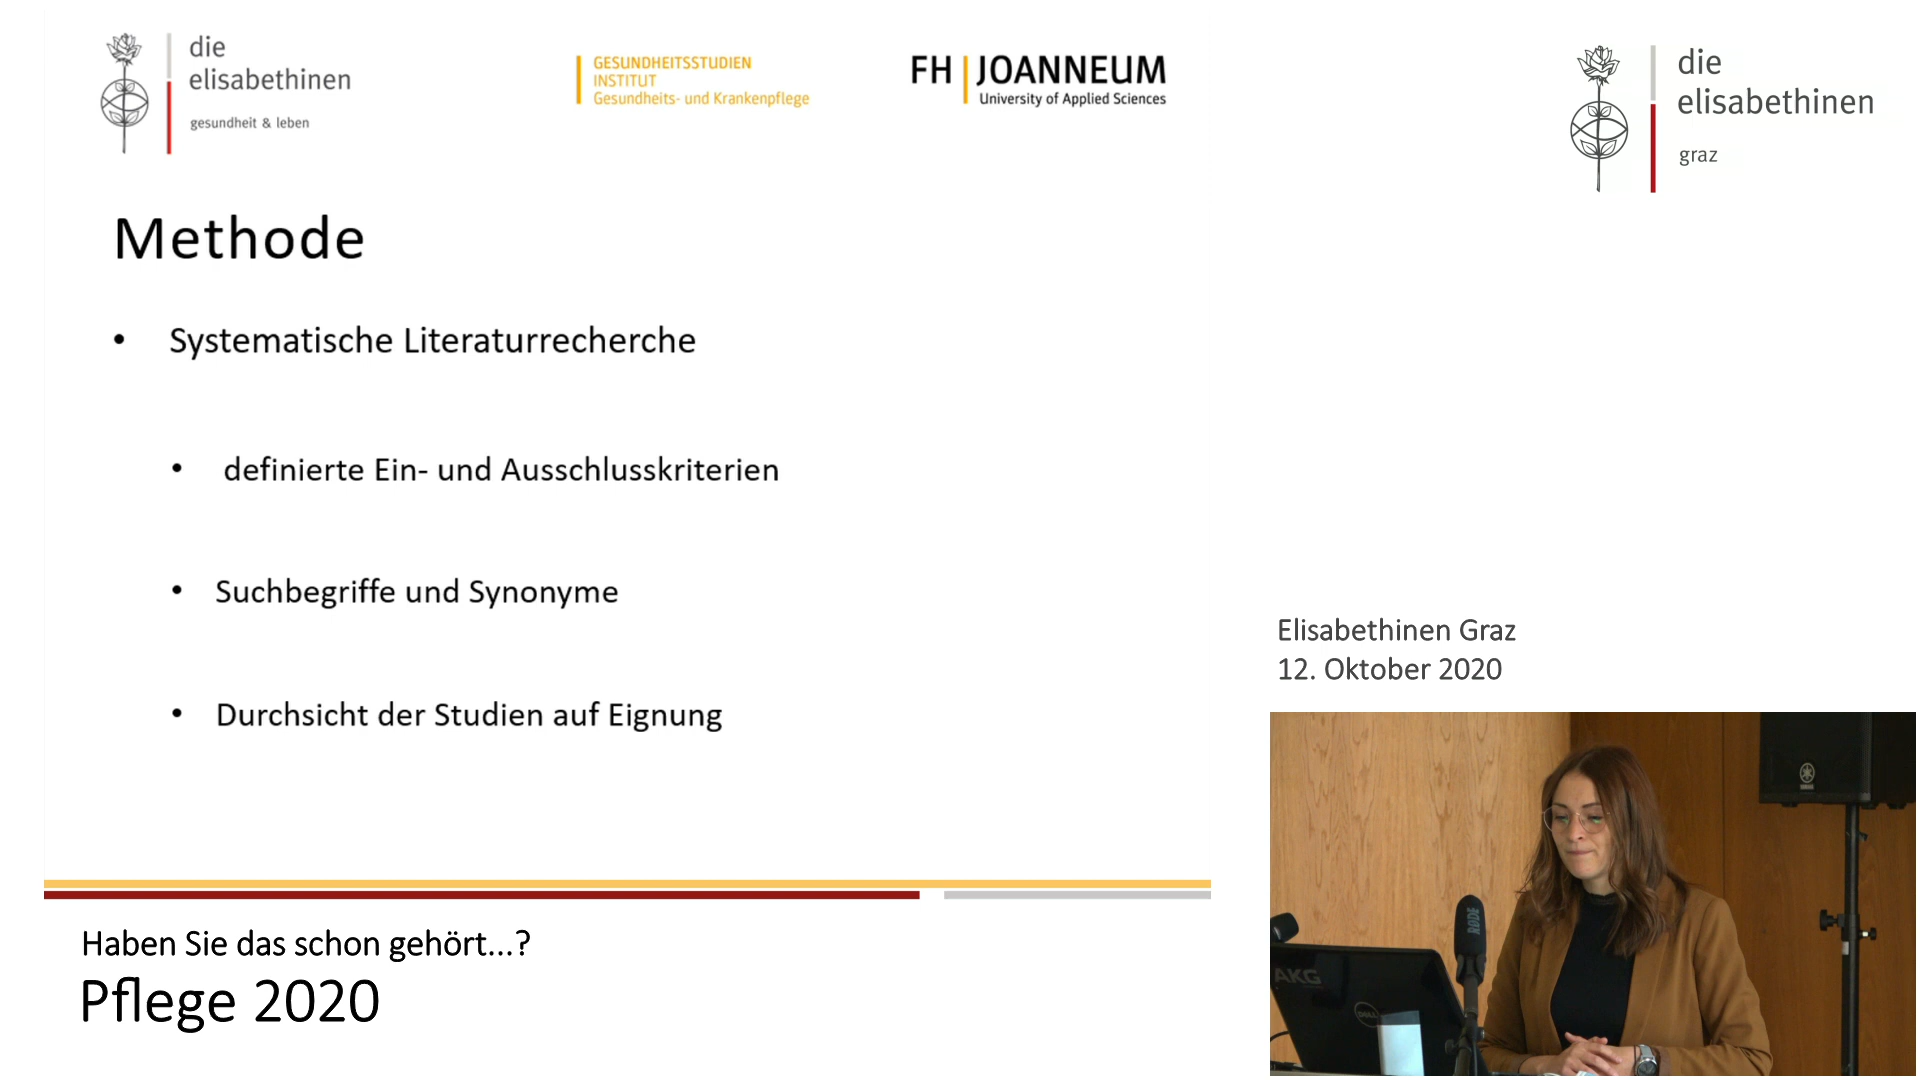 die
elisabethinen
gesundheit & leben
GESUNDHEITSSTUDIEN
INSTITUT
Gesundheits- und Krankenpflege
FH JOANNEUM
University of Applied Sciences
die
elisabethinen
graz
Methode
• Systematische Literaturrecherche
• definierte Ein- und Ausschlusskriterien
• Suchbegriffe und Synonyme
• Durchsicht der Studien auf Eignung
Elisabethinen Graz
12. Oktober 2020
Haben Sie das schon gehört...?
Pflege 2020
YAMAHA
RØDE
AKG
DELL